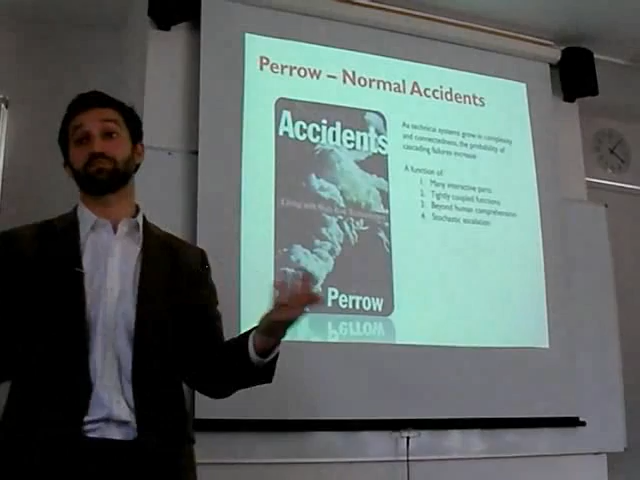 Perrow – Normal Accidents
Accidents
Perrow
As technical systems grow in complexity
and connectedness, the probability of
cascading failures increase
A function of
1. Many interactive parts
2. Tightly coupled functions
3. Beyond human comprehension
4. Stochastic escalation